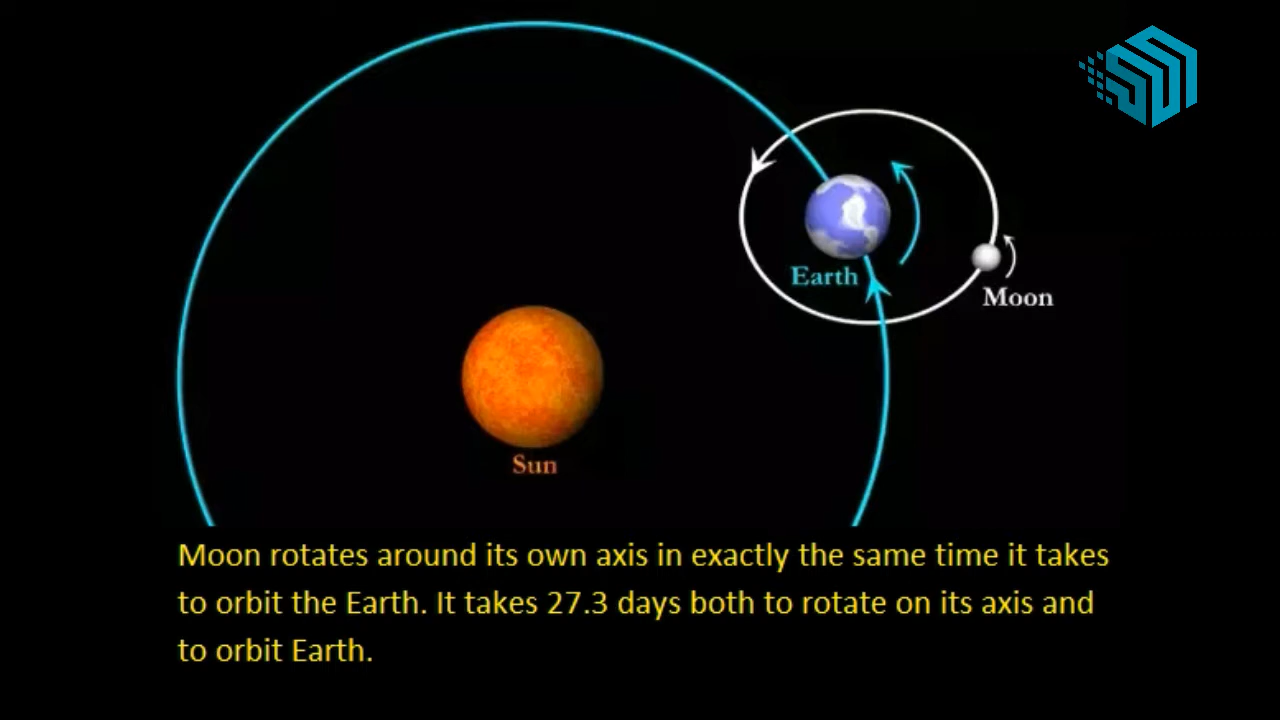 Earth
Moon
Sun
Moon rotates around its own axis in exactly the same time it takes
to orbit the Earth. It takes 27.3 days both to rotate on its axis and
to orbit Earth.